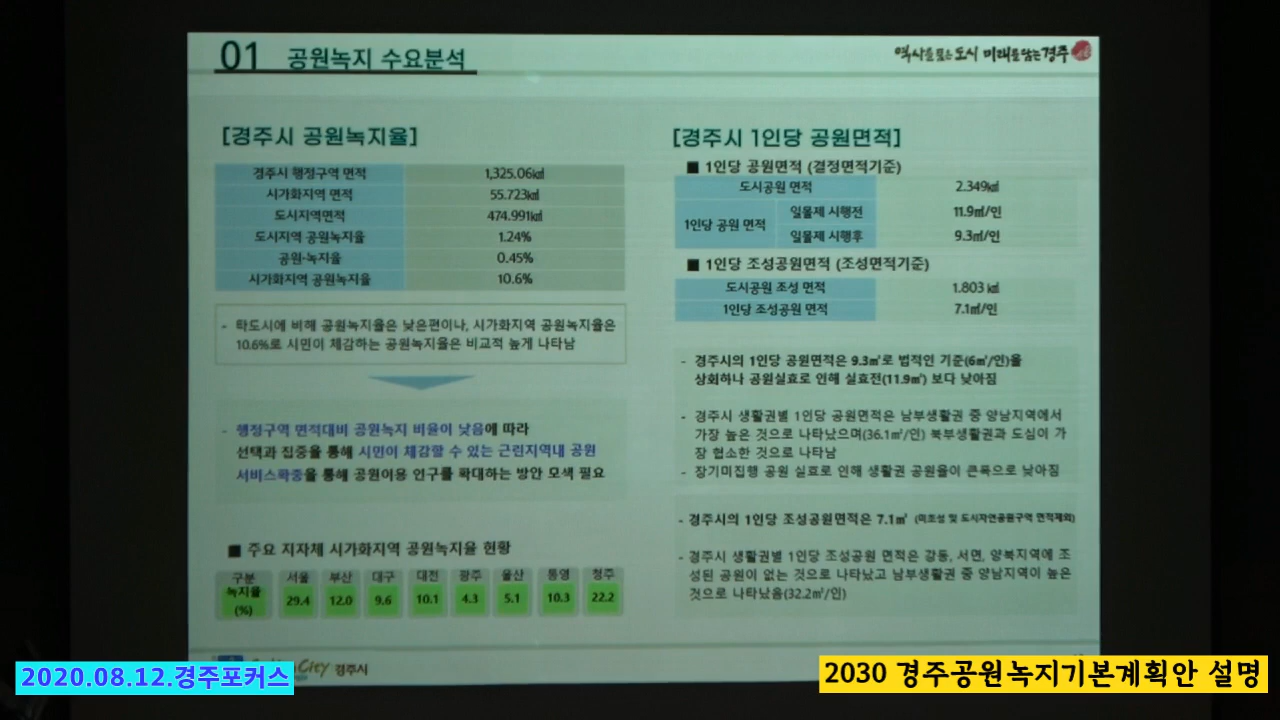 01 공원녹지 수요분석
역사를 품은 도시 미래를 담는 경주
[경주시 공원녹지율]
경주시 행정구역 면적 1,325.06㎢
시가화지역 면적 55.723㎢
도시지역면적 474.991㎢
도시지역 공원녹지율 1.24%
공원·녹지율 0.45%
시가화지역 공원녹지율 10.6%
- 타도시에 비해 공원녹지율은 낮은편이나, 시가화지역 공원녹지율은
10.6%로 시민이 체감하는 공원녹지율은 비교적 높게 나타남
- 행정구역 면적대비 공원녹지 비율이 낮음에 따라
선택과 집중을 통해 시민이 체감할 수 있는 근린지역내 공원
서비스확중을 통해 공원이용 인구를 확대하는 방안 모색 필요
■ 주요 지자체 시가화지역 공원녹지율 현황
구분 서울 부산 대구 대전 광주 울산 통영 청주
녹지율
(%) 29.4 12.0 9.6 10.1 4.3 5.1 10.3 22.2
[경주시 1인당 공원면적]
■ 1인당 공원면적 (결정면적기준)
도시공원 면적 2.349㎢
1인당 공원 면적
일몰제 시행전 11.9㎡/인
일몰제 시행후 9.3㎡/인
■ 1인당 조성공원면적 (조성면적기준)
도시공원 조성 면적 1.803㎢
1인당 조성공원 면적 7.1㎡/인
- 경주시의 1인당 공원면적은 9.3㎡로 법적인 기준(6㎡/인)을
상회하나 공원실효로 인해 실효전(11.9㎡) 보다 낮아짐
- 경주시 생활권별 1인당 공원면적은 남부생활권 중 양남지역에서
가장 높은 것으로 나타났으며(36.1㎡/인) 북부생활권과 도심이 가
장 협소한 것으로 나타남
- 장기미집행 공원 실효로 인해 생활권 공원율이 큰폭으로 낮아짐
- 경주시의 1인당 조성공원면적은 7.1㎡ (미조성 및 도시자연공원구역 면적제외)
- 경주시 생활권별 1인당 조성공원 면적은 강동, 서면, 양북지역에 조
성된 공원이 없는 것으로 나타났고 남부생활권 중 양남지역이 높은
것으로 나타났음(32.2㎡/인)
City 경주시
2020.08.12.경주포커스
2030 경주공원녹지기본계획안 설명